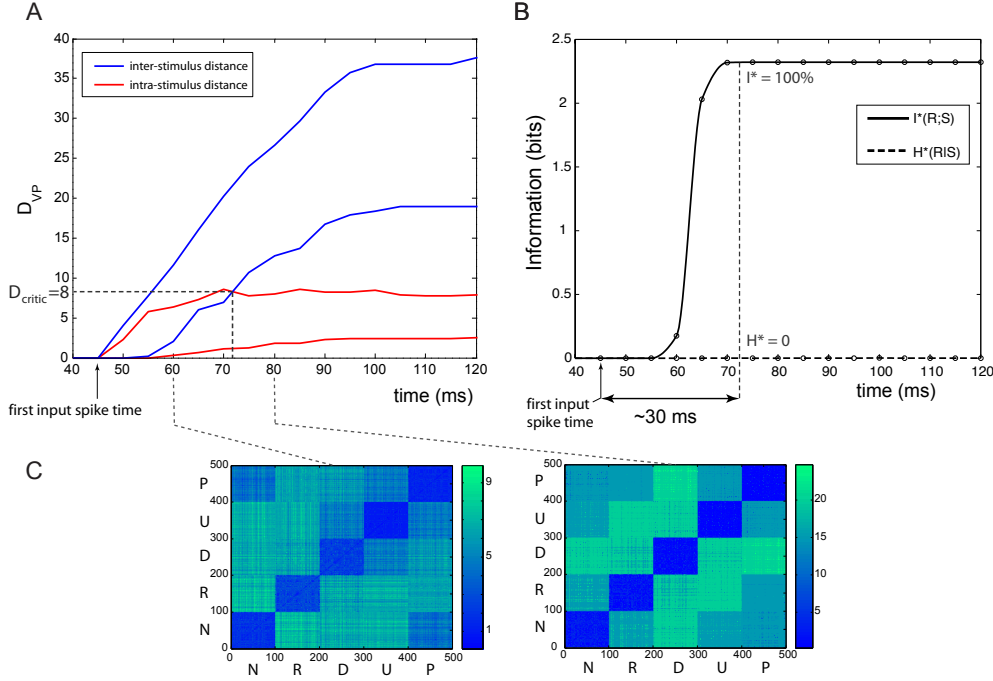 A
40
35
30
25
20
15
10
5
0
D_VP
inter-stimulus distance
intra-stimulus distance
D_critic=8
40 50 60 70 80 90 100 110 120
time (ms)
first input spike time
B
2.5
2
1.5
1
0.5
0
Information (bits)
I* = 100%
I*(R;S)
H*(R|S)
H* = 0
40 50 60 70 80 90 100 110 120
time (ms)
first input
spike time
~30 ms
C
500
400
300
200
100
0
P
U
D
R
N
0 100 200 300 400 500
N R D U P
9
5
1
500
400
300
200
100
0
P
U
D
R
N
0 100 200 300 400 500
N R D U P
20
15
10
5